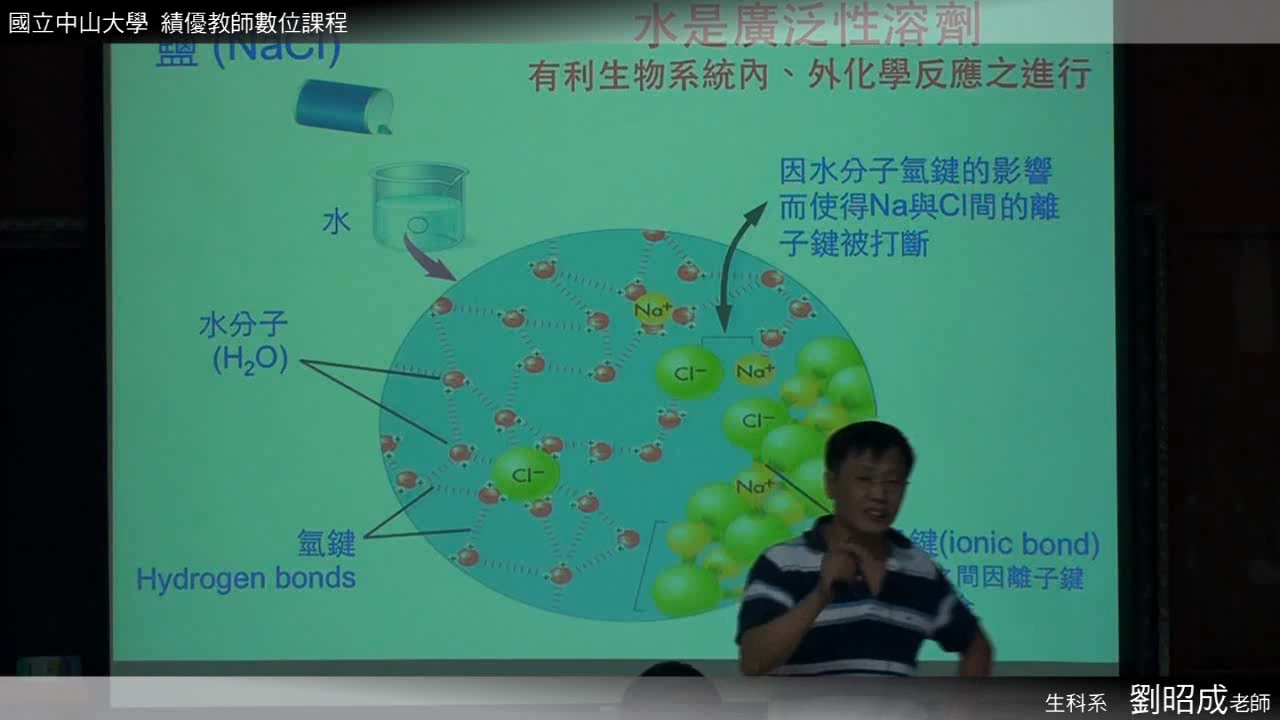 國立中山大學 績優教師數位課程
鹽 (NaCl)
水是廣泛性溶劑
有利生物系統內、外化學反應之進行
因水分子氫鍵的影響
而使得Na與Cl間的離
子鍵被打斷
水
水分子
(H₂O)
Na⁺
Cl⁻
Na⁺
Cl⁻
Cl⁻
Na⁺
氫鍵
Hydrogen bonds
鍵(ionic bond)
間因離子鍵
生科系 劉昭成老師